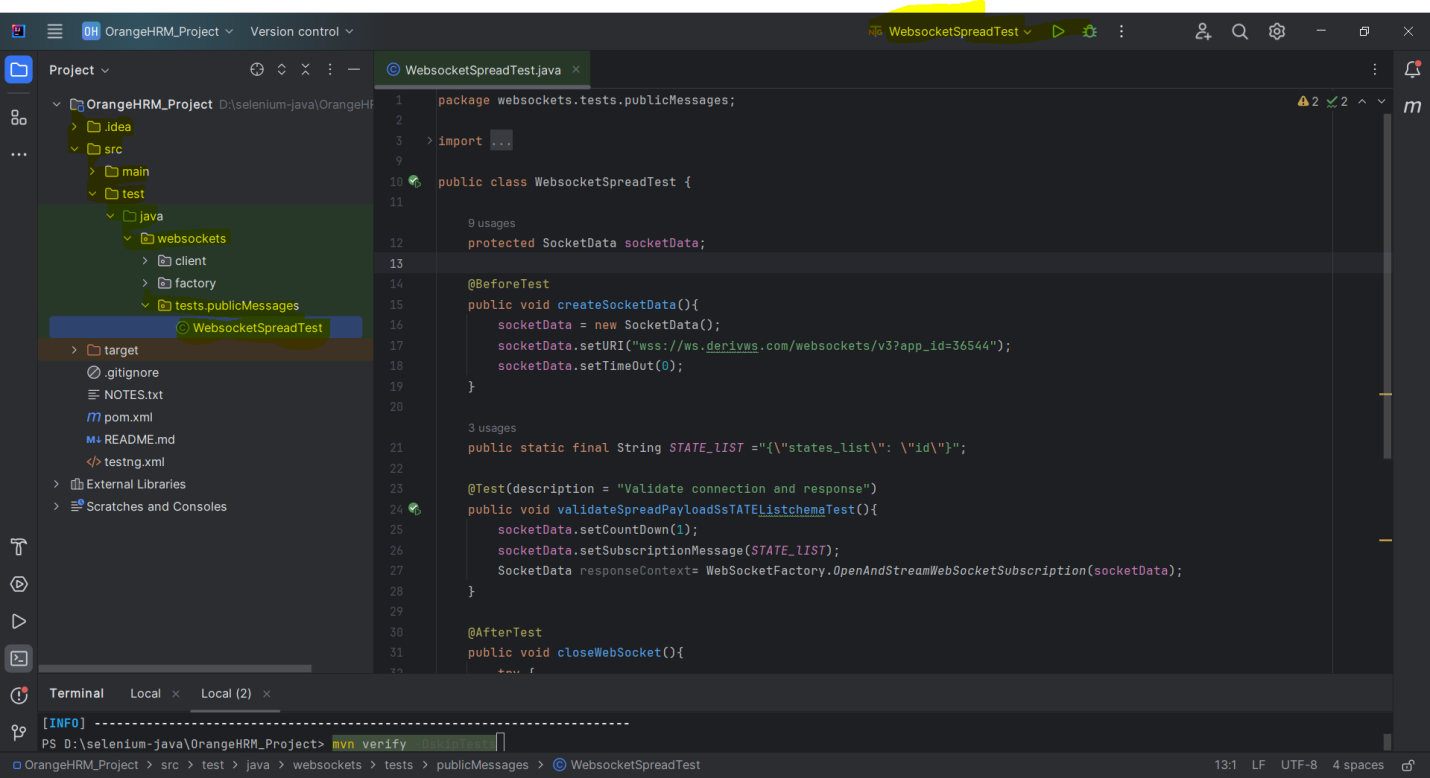 OH OrangeHRM_Project Version control WebsocketSpreadTest
Project
WebsocketSpreadTest.java
OrangeHRM_Project D:\selenium-java\OrangeHF
.idea
src
main
test
java
websockets
client
factory
tests.publicMessages
WebsocketSpreadTest
target
.gitignore
NOTES.txt
pom.xml
README.md
testng.xml
External Libraries
Scratches and Consoles
2 2
m
1 package websockets.tests.publicMessages;
2
3 import ...
9
10 public class WebsocketSpreadTest {
11
9 usages
12 protected SocketData socketData;
13
14 @BeforeTest
15 public void createSocketData(){
16 socketData = new SocketData();
17 socketData.setURI("wss://ws.derivws.com/websockets/v3?app_id=36544");
18 socketData.setTimeOut(0);
19 }
20
3 usages
21 public static final String STATE_lIST ="{\"states_list\": \"id\"}";
22
23 @Test(description = "Validate connection and response")
24 public void validateSpreadPayloadSsTATEListchemaTest(){
25 socketData.setCountDown(1);
26 socketData.setSubscriptionMessage(STATE_lIST);
27 SocketData responseContext= WebSocketFactory.OpenAndStreamWebSocketSubscription(socketData);
28 }
29
30 @AfterTest
31 public void closeWebSocket(){
32 try {
Terminal Local Local (2)
[INFO] ------------------------------------------------------------------------
PS D:\selenium-java\OrangeHRM_Project> mvn verify -DskipTests
OrangeHRM_Project > src > test > java > websockets > tests > publicMessages > WebsocketSpreadTest 13:1 LF UTF-8 4 spaces